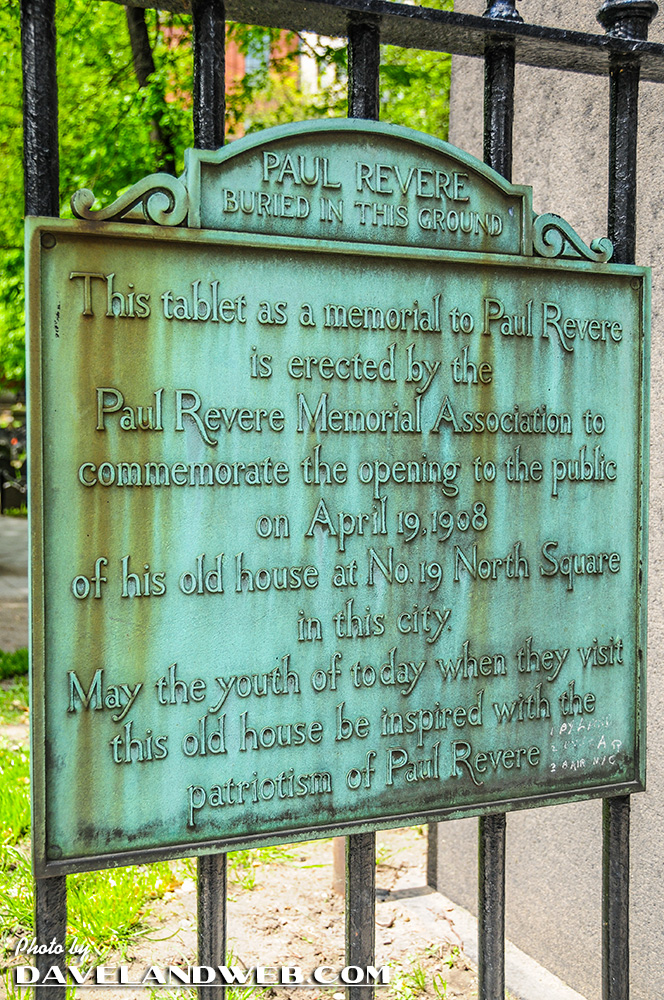 PAUL REVERE
BURIED IN THIS GROUND
This tablet as a memorial to Paul Revere
is erected by the
Paul Revere Memorial Association to
commemorate the opening to the public
on April 19, 1908
of his old house at No. 19 North Square
in this city.
May the youth of today when they visit
this old house be inspired with the
patriotism of Paul Revere
Photo by
DAVELANDWEB.COM